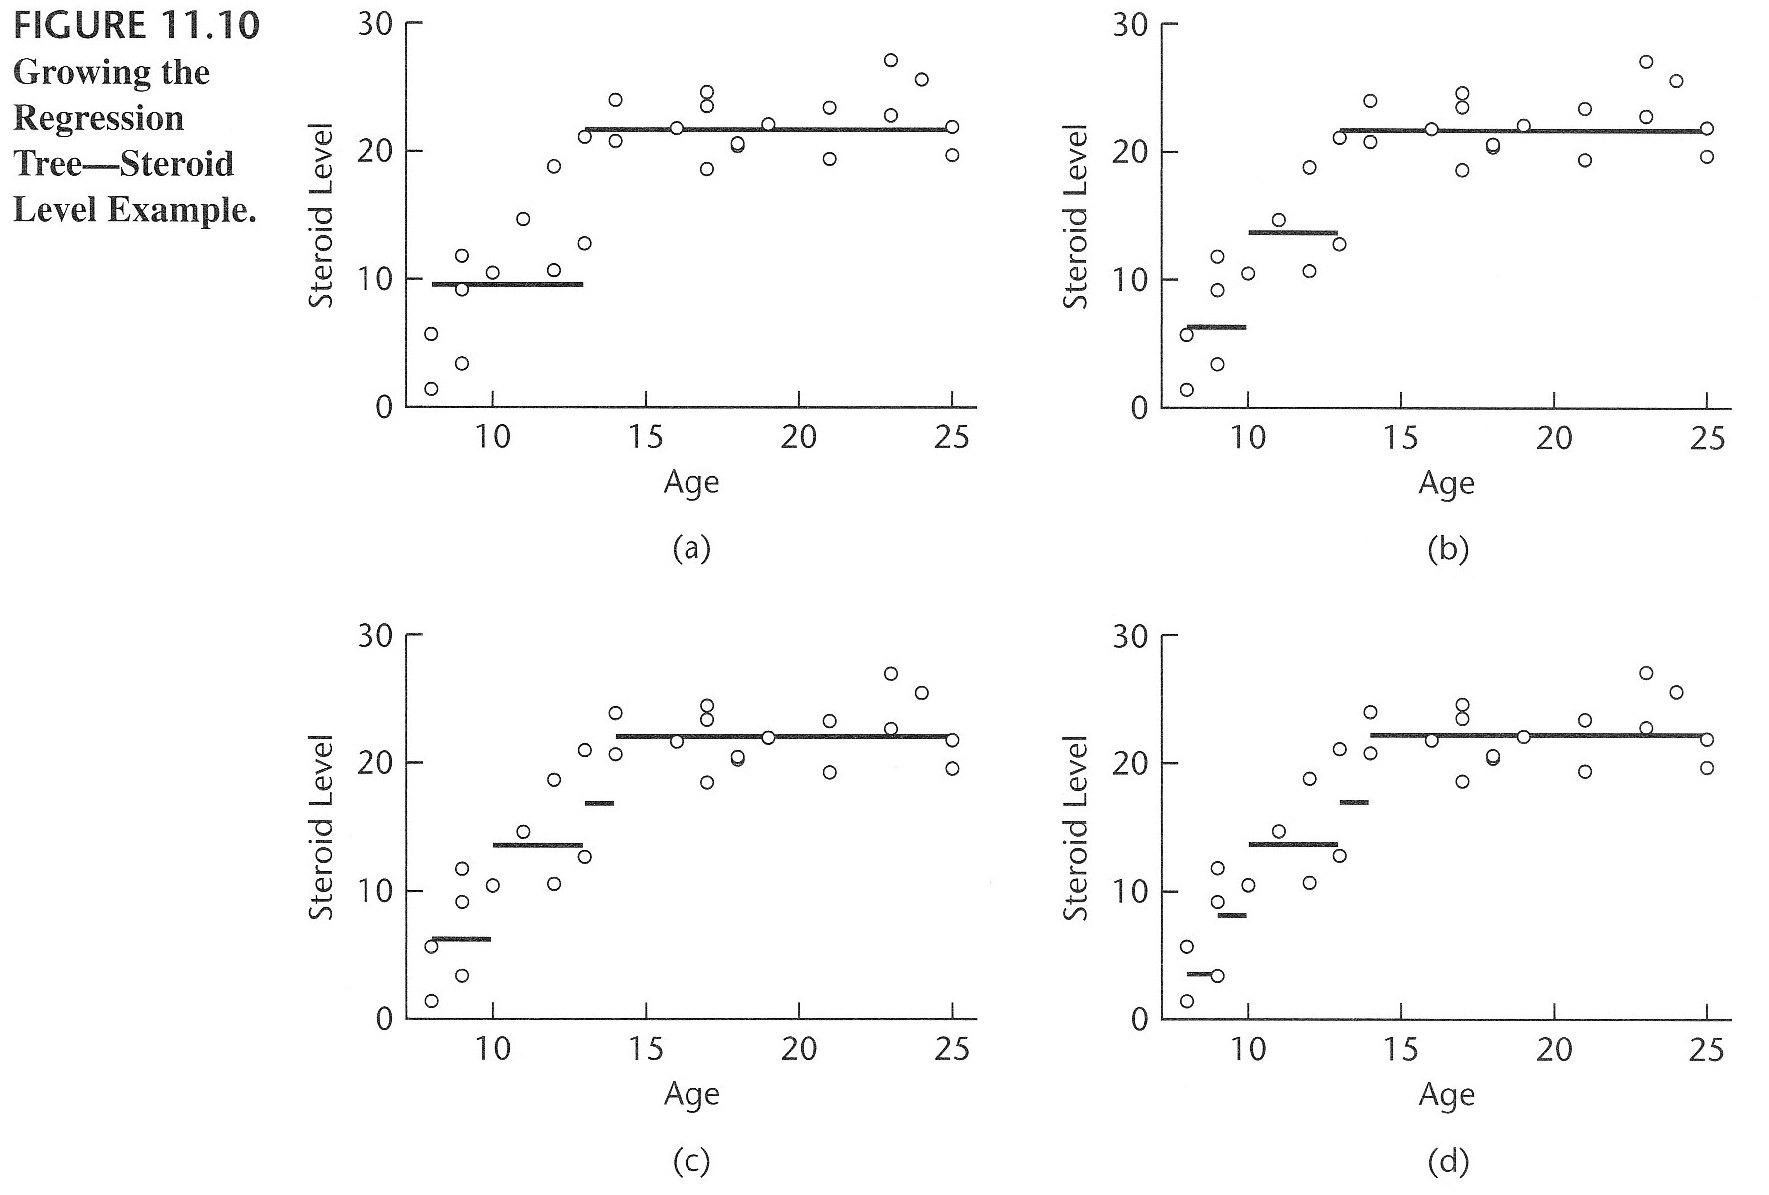 FIGURE 11.10
Growing the
Regression
Tree—Steroid
Level Example.
30
20
10
0
Steroid Level
10 15 20 25
Age
(a)
30
20
10
0
Steroid Level
10 15 20 25
Age
(b)
30
20
10
0
Steroid Level
10 15 20 25
Age
(c)
30
20
10
0
Steroid Level
10 15 20 25
Age
(d)